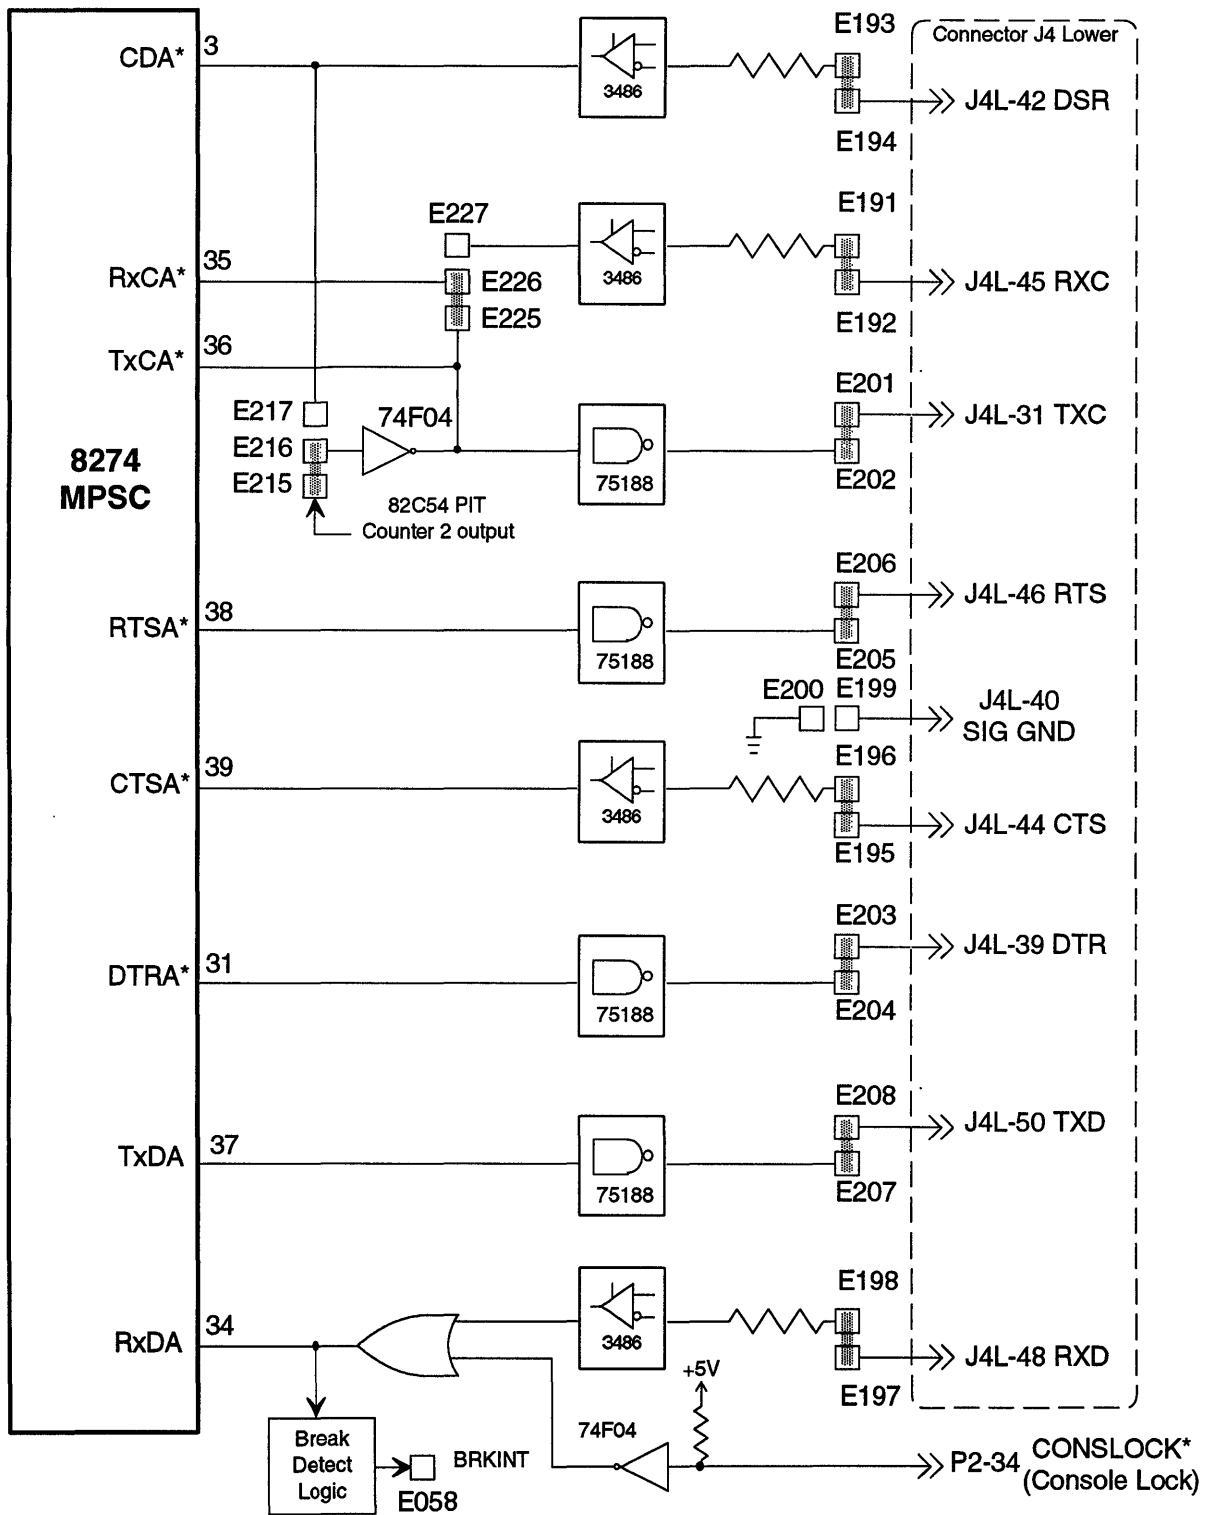 3
CDA*
3486
E193
Connector J4 Lower
J4L-42 DSR
E194
E191
E227
35
RxCA*
E226
3486
J4L-45 RXC
E225
E192
36
TxCA*
E201
E217
74F04
J4L-31 TXC
E216
8274
MPSC
E215
75188
E202
82C54 PIT
Counter 2 output
E206
J4L-46 RTS
38
RTSA*
75188
E205
E200
E199
J4L-40
SIG GND
E196
39
CTSA*
3486
J4L-44 CTS
E195
E203
J4L-39 DTR
31
DTRA*
75188
E204
E208
J4L-50 TXD
37
TxDA
75188
E207
E198
34
RxDA
3486
J4L-48 RXD
+5V
E197
74F04
Break
Detect
Logic
BRKINT
E058
P2-34
CONSLOCK*
(Console Lock)